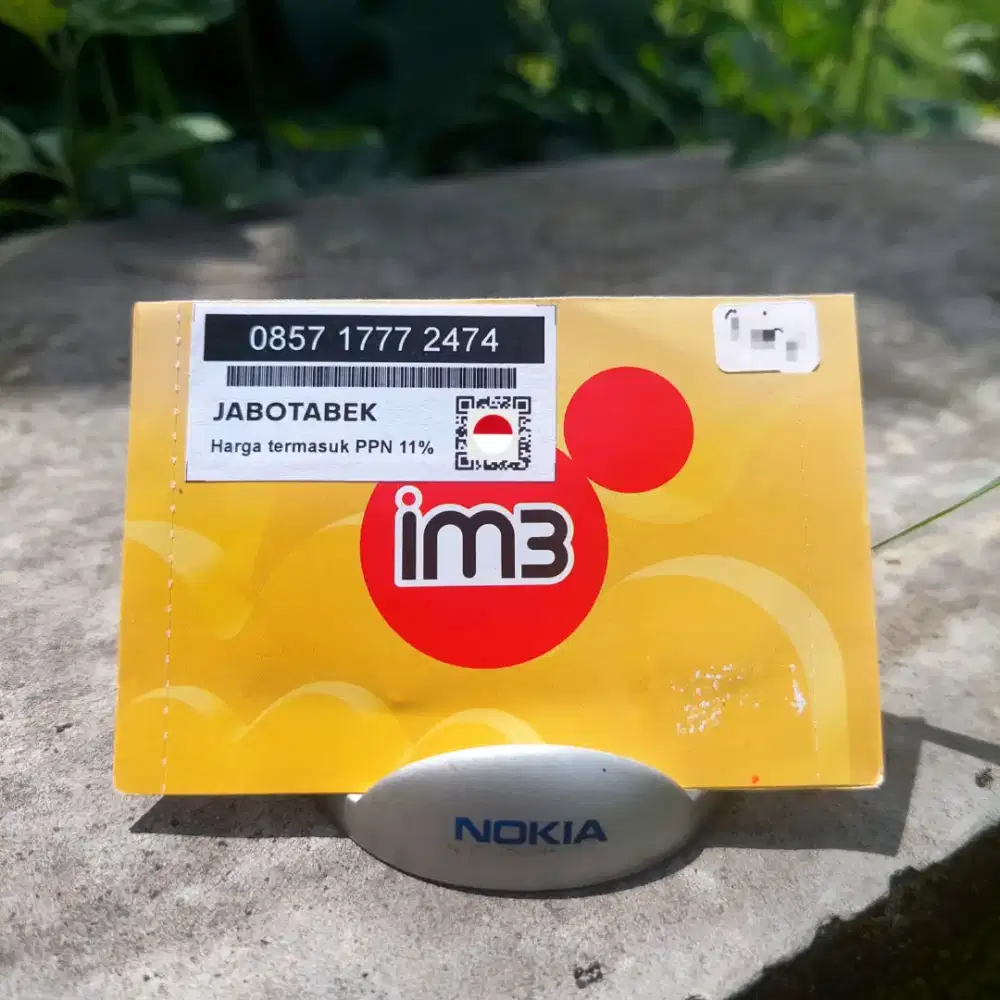 0857 1777 2474
JABOTABEK
Harga termasuk PPN 11%
im3
NOKIA